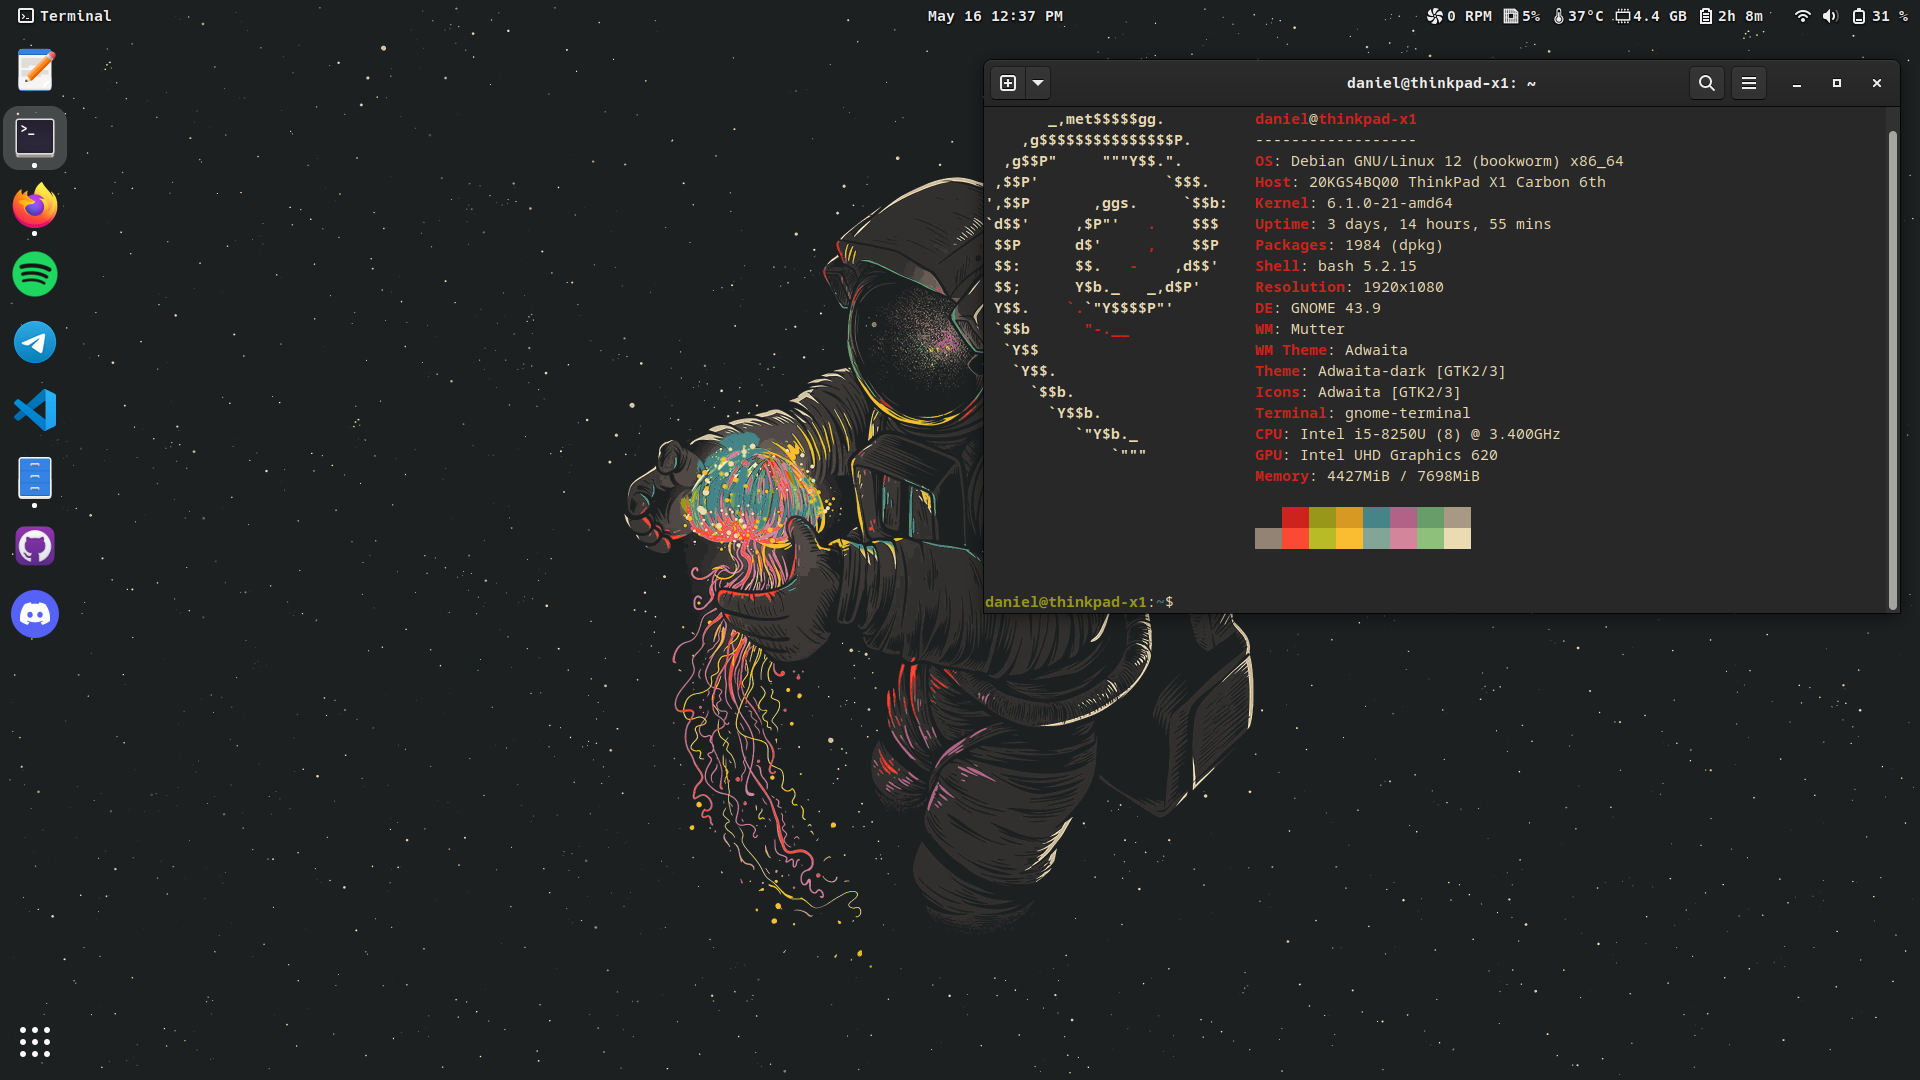 Terminal
May 16 12:37 PM
0 RPM 5% 37°C 4.4 GB 2h 8m 31 %
daniel@thinkpad-x1: ~
       _,met$$$$$gg.          daniel@thinkpad-x1
    ,g$$$$$$$$$$$$$$$P.       ------------------
  ,g$$P"     """Y$$.".        OS: Debian GNU/Linux 12 (bookworm) x86_64
 ,$$P'              `$$$.     Host: 20KGS4BQ00 ThinkPad X1 Carbon 6th
',$$P       ,ggs.     `$$b:   Kernel: 6.1.0-21-amd64
`d$$'     ,$P"'   .    $$$    Uptime: 3 days, 14 hours, 55 mins
 $$P      d$'     ,    $$P    Packages: 1984 (dpkg)
 $$:      $$.   -    ,d$$'    Shell: bash 5.2.15
 $$;      Y$b._   _,d$P'      Resolution: 1920x1080
 Y$$.    `.`"Y$$$$P"'         DE: GNOME 43.9
 `$$b      "-.__              WM: Mutter
  `Y$$                        WM Theme: Adwaita
   `Y$$.                      Theme: Adwaita-dark [GTK2/3]
     `$$b.                    Icons: Adwaita [GTK2/3]
       `Y$$b.                 Terminal: gnome-terminal
          `"Y$b._             CPU: Intel i5-8250U (8) @ 3.400GHz
              `"""            GPU: Intel UHD Graphics 620
                              Memory: 4427MiB / 7698MiB
daniel@thinkpad-x1:~$